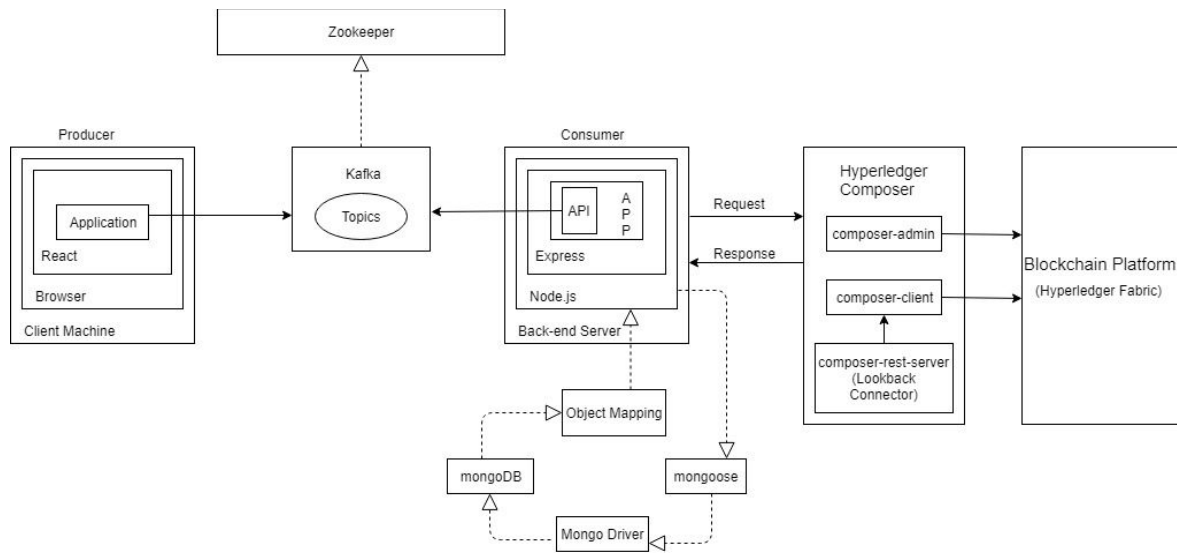 Zookeeper
Producer
Application
React
Browser
Client Machine
Kafka
Topics
Consumer
API
A
P
P
Express
Node.js
Back-end Server
Request
Response
Hyperledger
Composer
composer-admin
composer-client
composer-rest-server
(Lookback
Connector)
Blockchain Platform
(Hyperledger Fabric)
Object Mapping
mongoDB
mongoose
Mongo Driver